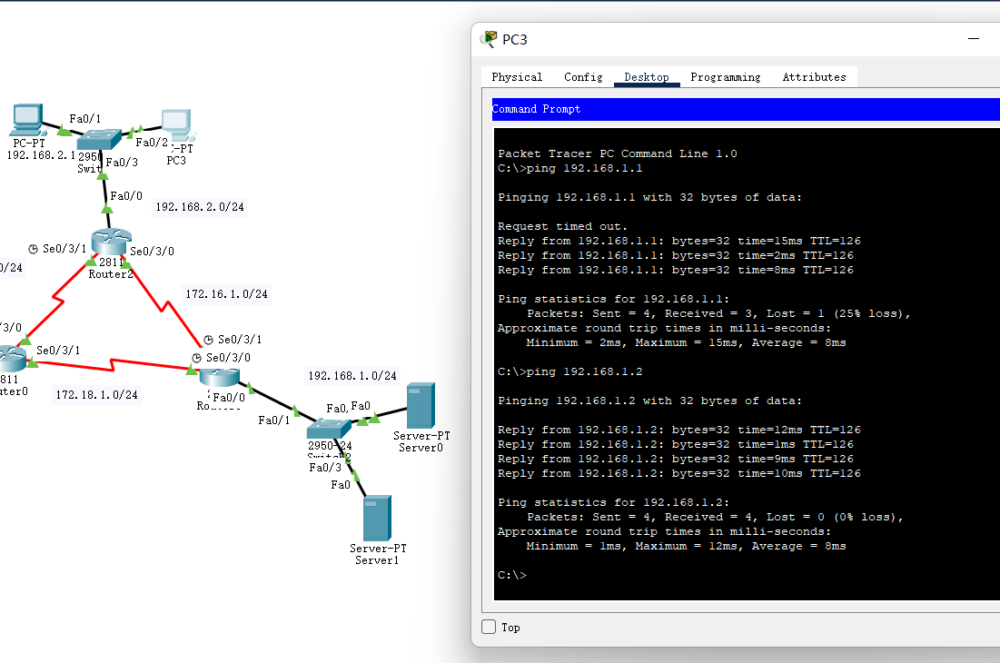 Fa0/1
Fa0/2
PC-PT
192.168.2.1
2950
Swit
-PT
PC3
Fa0/3
Fa0/0
192.168.2.0/24
Se0/3/1
Se0/3/0
2811
Router2
0/24
172.16.1.0/24
/3/0
Se0/3/1
Se0/3/1
Se0/3/0
811
uter0
172.18.1.0/24
192.168.1.0/24
Fa0/0
Ro
Fa0/1
Fa0,
Fa0
2950-24
Fa0/3
Fa0
Server-PT
Server0
Server-PT
Server1
PC3
Physical Config Desktop Programming Attributes
Command Prompt
Packet Tracer PC Command Line 1.0
C:\>ping 192.168.1.1
Pinging 192.168.1.1 with 32 bytes of data:
Request timed out.
Reply from 192.168.1.1: bytes=32 time=15ms TTL=126
Reply from 192.168.1.1: bytes=32 time=2ms TTL=126
Reply from 192.168.1.1: bytes=32 time=8ms TTL=126
Ping statistics for 192.168.1.1:
Packets: Sent = 4, Received = 3, Lost = 1 (25% loss),
Approximate round trip times in milli-seconds:
Minimum = 2ms, Maximum = 15ms, Average = 8ms
C:\>ping 192.168.1.2
Pinging 192.168.1.2 with 32 bytes of data:
Reply from 192.168.1.2: bytes=32 time=12ms TTL=126
Reply from 192.168.1.2: bytes=32 time=1ms TTL=126
Reply from 192.168.1.2: bytes=32 time=9ms TTL=126
Reply from 192.168.1.2: bytes=32 time=10ms TTL=126
Ping statistics for 192.168.1.2:
Packets: Sent = 4, Received = 4, Lost = 0 (0% loss),
Approximate round trip times in milli-seconds:
Minimum = 1ms, Maximum = 12ms, Average = 8ms
C:\>
Top